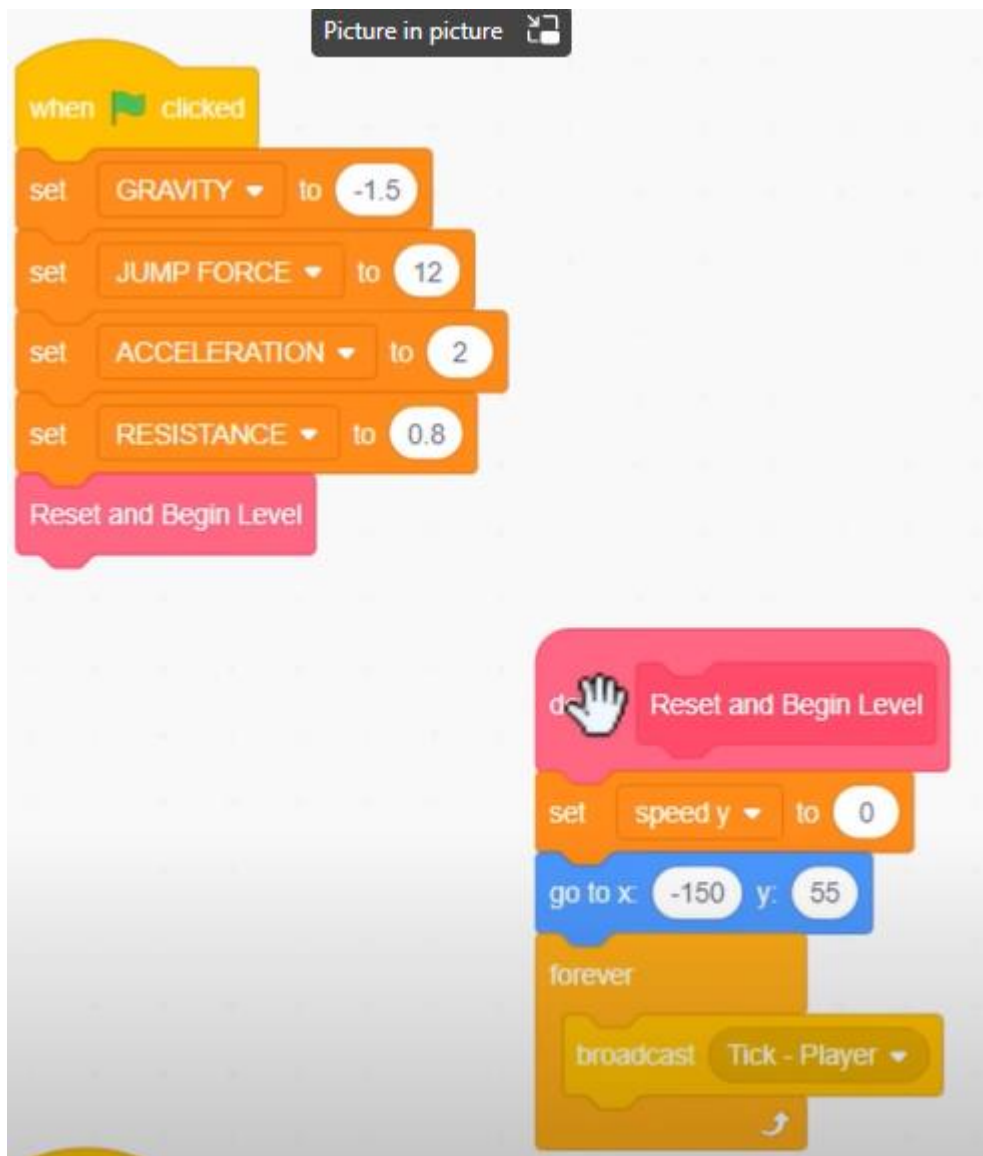 Picture in picture
when clicked
set GRAVITY to -1.5
set JUMP FORCE to 12
set ACCELERATION to 2
set RESISTANCE to 0.8
Reset and Begin Level
Reset and Begin Level
set speed y to 0
go to x: -150 y: 55
forever
broadcast Tick - Player